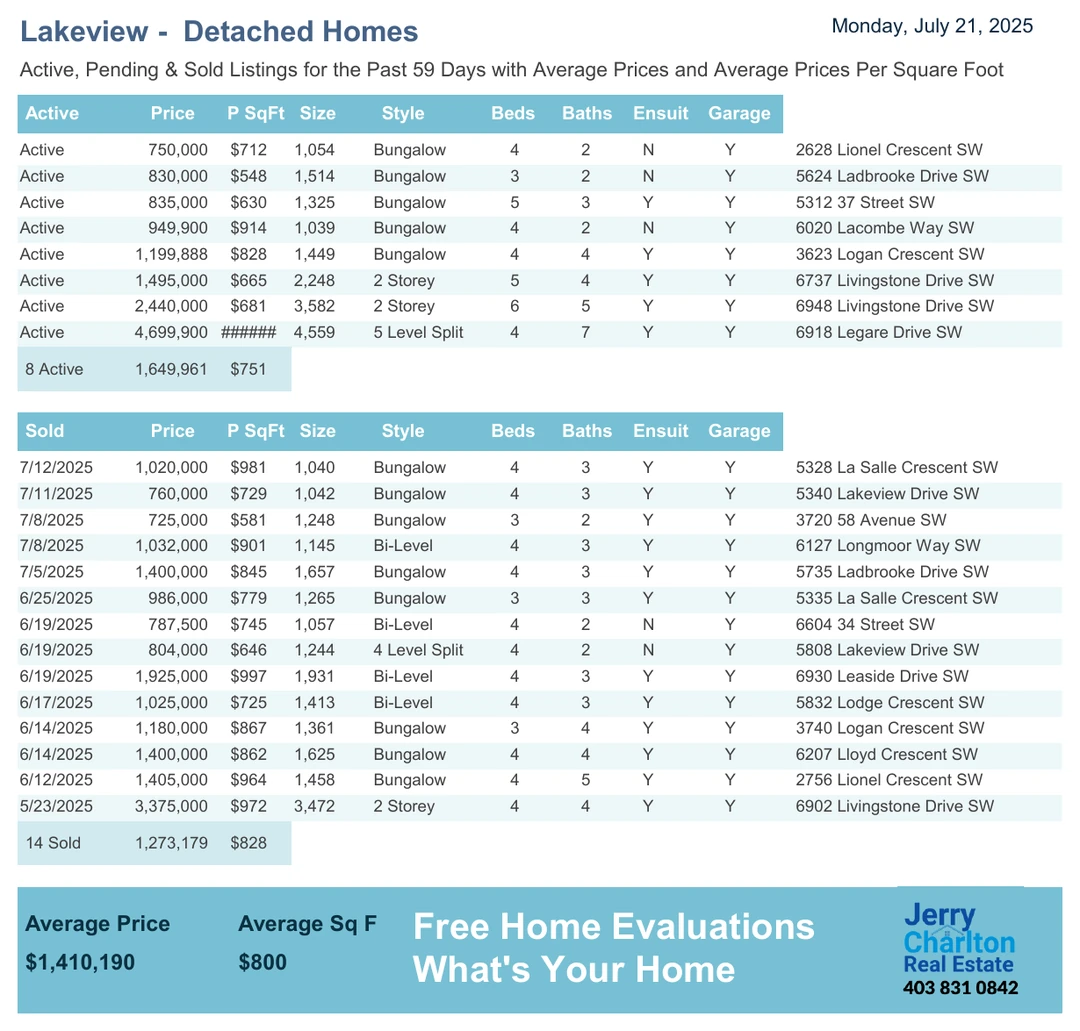 Lakeview -  Detached Homes
Monday, July 21, 2025
Active, Pending & Sold Listings for the Past 59 Days with Average Prices and Average Prices Per Square Foot
Active Price P SqFt Size Style Beds Baths Ensuit Garage
Active 750,000 $712 1,054 Bungalow 4 2 N Y 2628 Lionel Crescent SW
Active 830,000 $548 1,514 Bungalow 3 2 N Y 5624 Ladbrooke Drive SW
Active 835,000 $630 1,325 Bungalow 5 3 Y Y 5312 37 Street SW
Active 949,900 $914 1,039 Bungalow 4 2 N Y 6020 Lacombe Way SW
Active 1,199,888 $828 1,449 Bungalow 4 4 Y Y 3623 Logan Crescent SW
Active 1,495,000 $665 2,248 2 Storey 5 4 Y Y 6737 Livingstone Drive SW
Active 2,440,000 $681 3,582 2 Storey 6 5 Y Y 6948 Livingstone Drive SW
Active 4,699,900 ###### 4,559 5 Level Split 4 7 Y Y 6918 Legare Drive SW
8 Active 1,649,961 $751
Sold Price P SqFt Size Style Beds Baths Ensuit Garage
7/12/2025 1,020,000 $981 1,040 Bungalow 4 3 Y Y 5328 La Salle Crescent SW
7/11/2025 760,000 $729 1,042 Bungalow 4 3 Y Y 5340 Lakeview Drive SW
7/8/2025 725,000 $581 1,248 Bungalow 3 2 Y Y 3720 58 Avenue SW
7/8/2025 1,032,000 $901 1,145 Bi-Level 4 3 Y Y 6127 Longmoor Way SW
7/5/2025 1,400,000 $845 1,657 Bungalow 4 3 Y Y 5735 Ladbrooke Drive SW
6/25/2025 986,000 $779 1,265 Bungalow 3 3 Y Y 5335 La Salle Crescent SW
6/19/2025 787,500 $745 1,057 Bi-Level 4 2 N Y 6604 34 Street SW
6/19/2025 804,000 $646 1,244 4 Level Split 4 2 N Y 5808 Lakeview Drive SW
6/19/2025 1,925,000 $997 1,931 Bi-Level 4 3 Y Y 6930 Leaside Drive SW
6/17/2025 1,025,000 $725 1,413 Bi-Level 4 3 Y Y 5832 Lodge Crescent SW
6/14/2025 1,180,000 $867 1,361 Bungalow 3 4 Y Y 3740 Logan Crescent SW
6/14/2025 1,400,000 $862 1,625 Bungalow 4 4 Y Y 6207 Lloyd Crescent SW
6/12/2025 1,405,000 $964 1,458 Bungalow 4 5 Y Y 2756 Lionel Crescent SW
5/23/2025 3,375,000 $972 3,472 2 Storey 4 4 Y Y 6902 Livingstone Drive SW
14 Sold 1,273,179 $828
Average Price Average Sq F
$1,410,190 $800
Free Home Evaluations
What's Your Home
Jerry
Charlton
Real Estate
403 831 0842